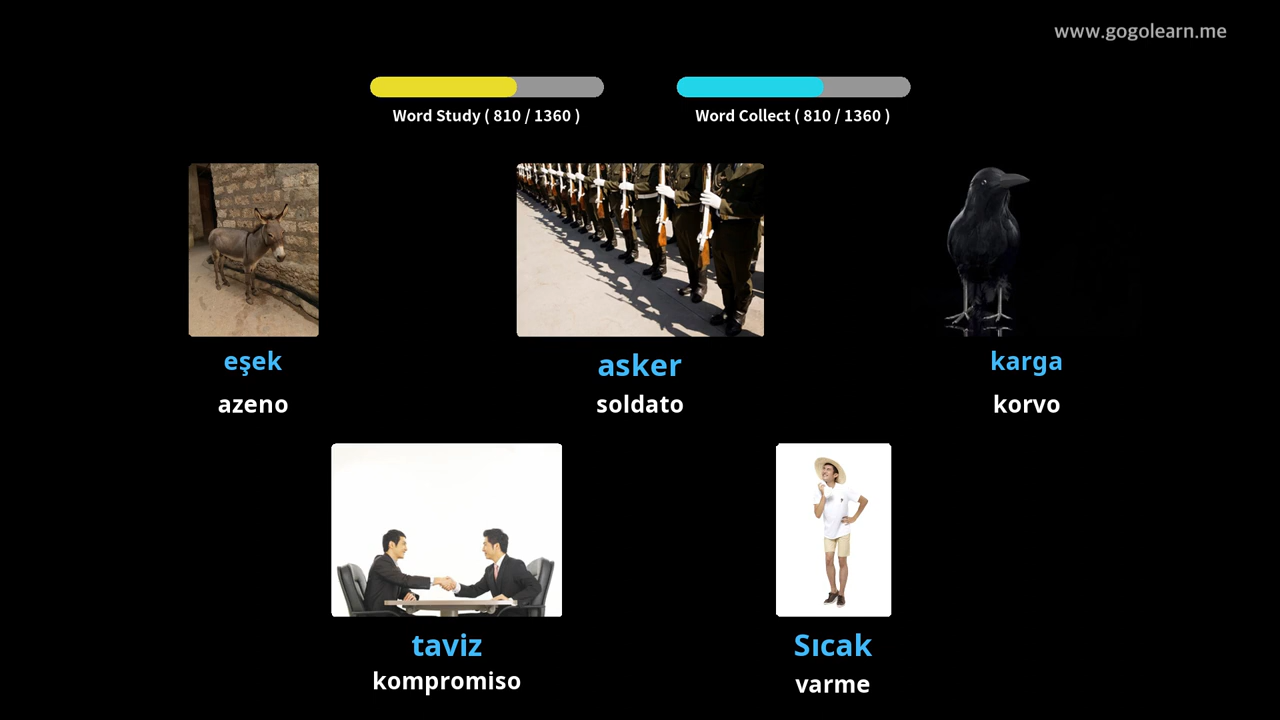 www.gogolearn.me
Word Study ( 810 / 1360 )
Word Collect ( 810 / 1360 )
eşek
asker
karga
azeno
soldato
korvo
taviz
Sıcak
kompromiso
varme